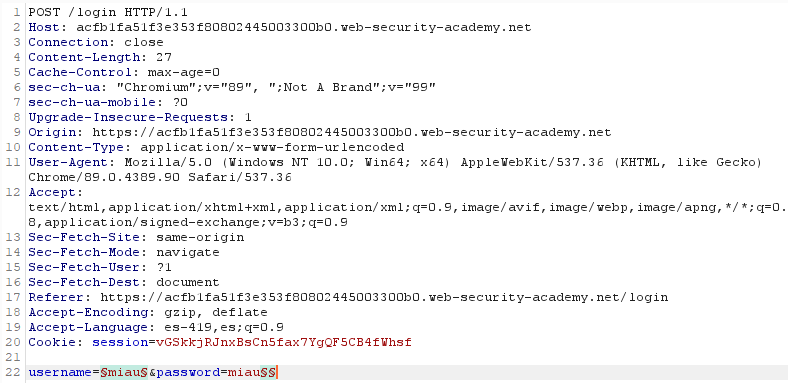 1 POST /login HTTP/1.1
2 Host: acfb1fa51f3e353f80802445003300b0.web-security-academy.net
3 Connection: close
4 Content-Length: 27
5 Cache-Control: max-age=0
6 sec-ch-ua: "Chromium";v="89", ";Not A Brand";v="99"
7 sec-ch-ua-mobile: ?0
8 Upgrade-Insecure-Requests: 1
9 Origin: https://acfb1fa51f3e353f80802445003300b0.web-security-academy.net
10 Content-Type: application/x-www-form-urlencoded
11 User-Agent: Mozilla/5.0 (Windows NT 10.0; Win64; x64) AppleWebKit/537.36 (KHTML, like Gecko)
Chrome/89.0.4389.90 Safari/537.36
12 Accept:
text/html,application/xhtml+xml,application/xml;q=0.9,image/avif,image/webp,image/apng,*/*;q=0.
8,application/signed-exchange;v=b3;q=0.9
13 Sec-Fetch-Site: same-origin
14 Sec-Fetch-Mode: navigate
15 Sec-Fetch-User: ?1
16 Sec-Fetch-Dest: document
17 Referer: https://acfb1fa51f3e353f80802445003300b0.web-security-academy.net/login
18 Accept-Encoding: gzip, deflate
19 Accept-Language: es-419,es;q=0.9
20 Cookie: session=vGSkkjRJnxBsCn5fax7YgQF5CB4fWhsf
21
22 username=§miau§&password=miau§§